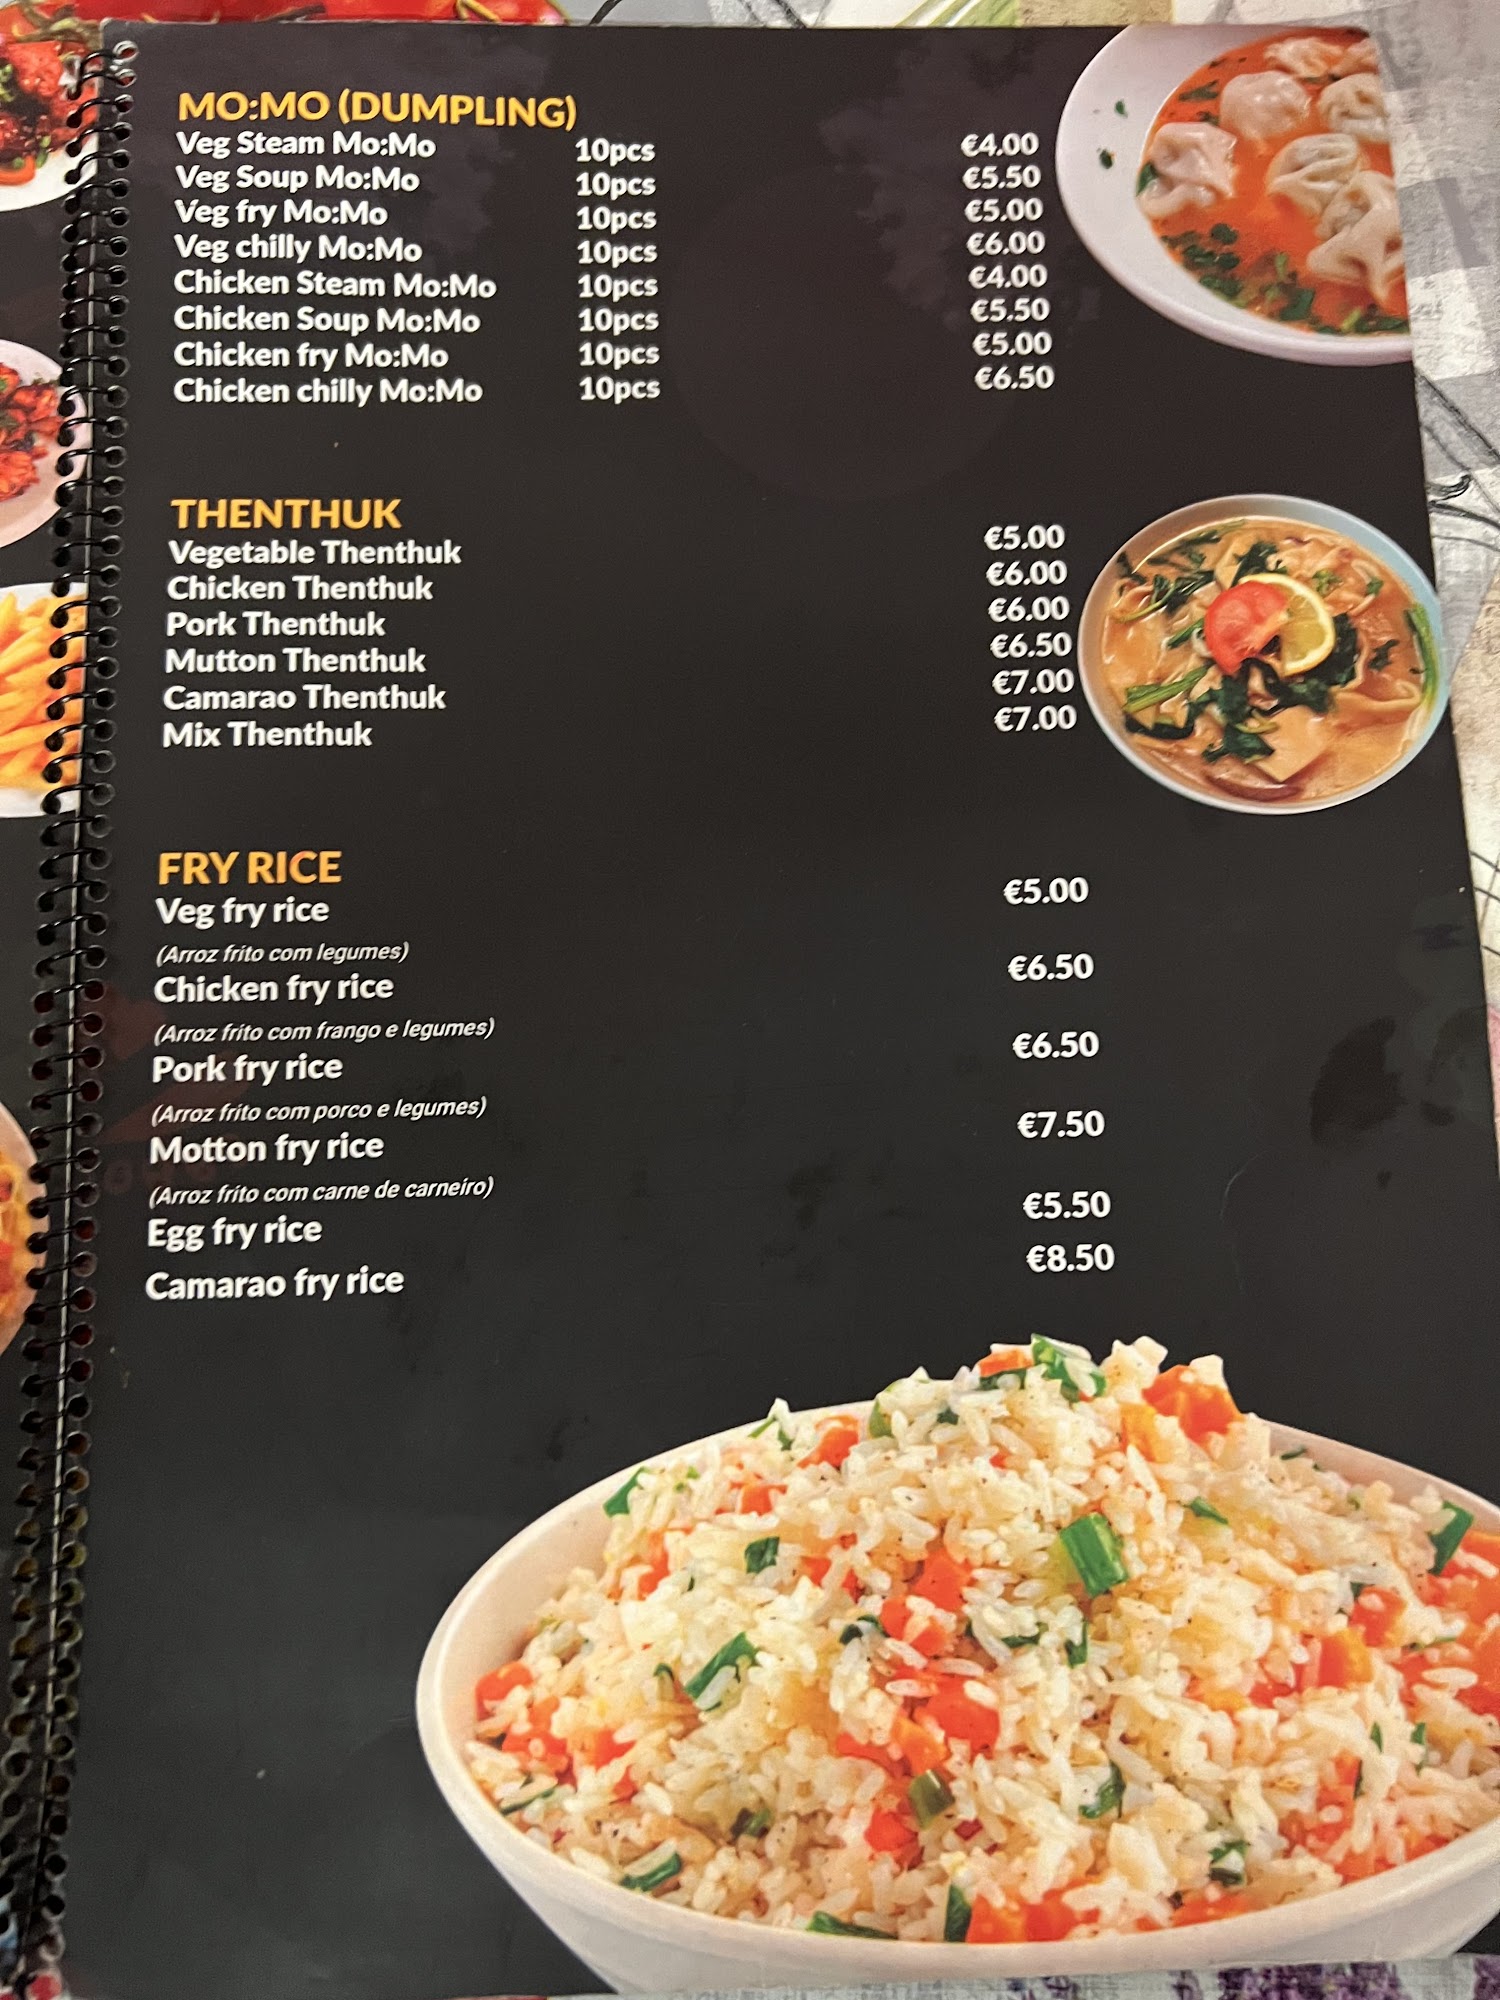 MO:MO (DUMPLING)
Veg Steam Mo:Mo 10pcs €4.00
Veg Soup Mo:Mo 10pcs €5.50
Veg fry Mo:Mo 10pcs €5.00
Veg chilly Mo:Mo 10pcs €6.00
Chicken Steam Mo:Mo 10pcs €4.00
Chicken Soup Mo:Mo 10pcs €5.50
Chicken fry Mo:Mo 10pcs €5.00
Chicken chilly Mo:Mo 10pcs €6.50
THENTHUK
Vegetable Thenthuk €5.00
Chicken Thenthuk €6.00
Pork Thenthuk €6.00
Mutton Thenthuk €6.50
Camarao Thenthuk €7.00
Mix Thenthuk €7.00
FRY RICE
Veg fry rice €5.00
(Arroz frito com legumes)
Chicken fry rice €6.50
(Arroz frito com frango e legumes)
Pork fry rice €6.50
(Arroz frito com porco e legumes)
Motton fry rice €7.50
(Arroz frito com carne de carneiro)
Egg fry rice €5.50
Camarao fry rice €8.50